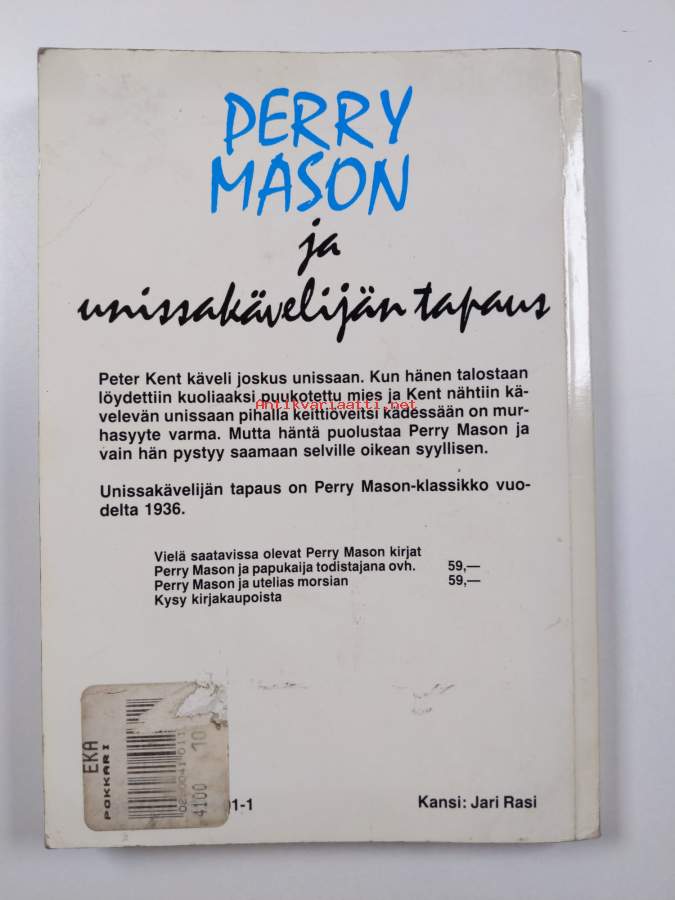 PERRY
MASON
ja
unissakävelijän tapaus
Peter Kent käveli joskus unissaan. Kun hänen talostaan
löydettiin kuoliaaksi puukotettu mies ja Kent nähtiin kä-
velevän unissaan pihalla keittiöveitsi kädessään on mur-
hasyyte varma. Mutta häntä puolustaa Perry Mason ja
vain hän pystyy saamaan selville oikean syyllisen.
Antikvariaatti.net
Unissakävelijän tapaus on Perry Mason-klassikko vuo-
delta 1936.
Vielä saatavissa olevat Perry Mason kirjat
Perry Mason ja papukaija todistajana ovh. 59,—
Perry Mason ja utelias morsian 59,—
Kysy kirjakaupoista
EKA
POKKARI
4100 10
1-1
Kansi: Jari Rasi